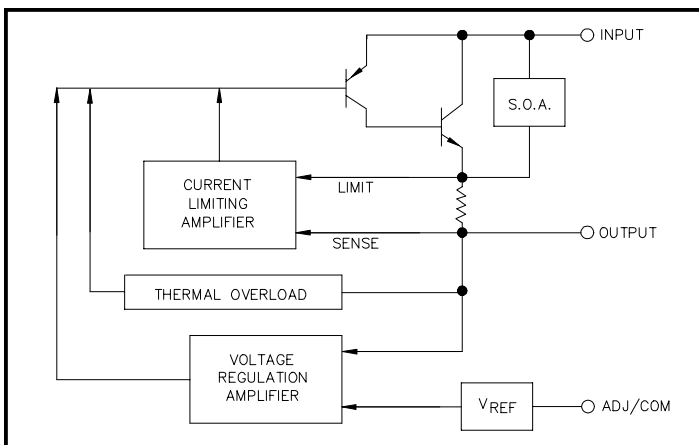 INPUT
S.O.A.
CURRENT
LIMITING
AMPLIFIER
LIMIT
SENSE
OUTPUT
THERMAL OVERLOAD
VOLTAGE
REGULATION
AMPLIFIER
VREF
ADJ/COM